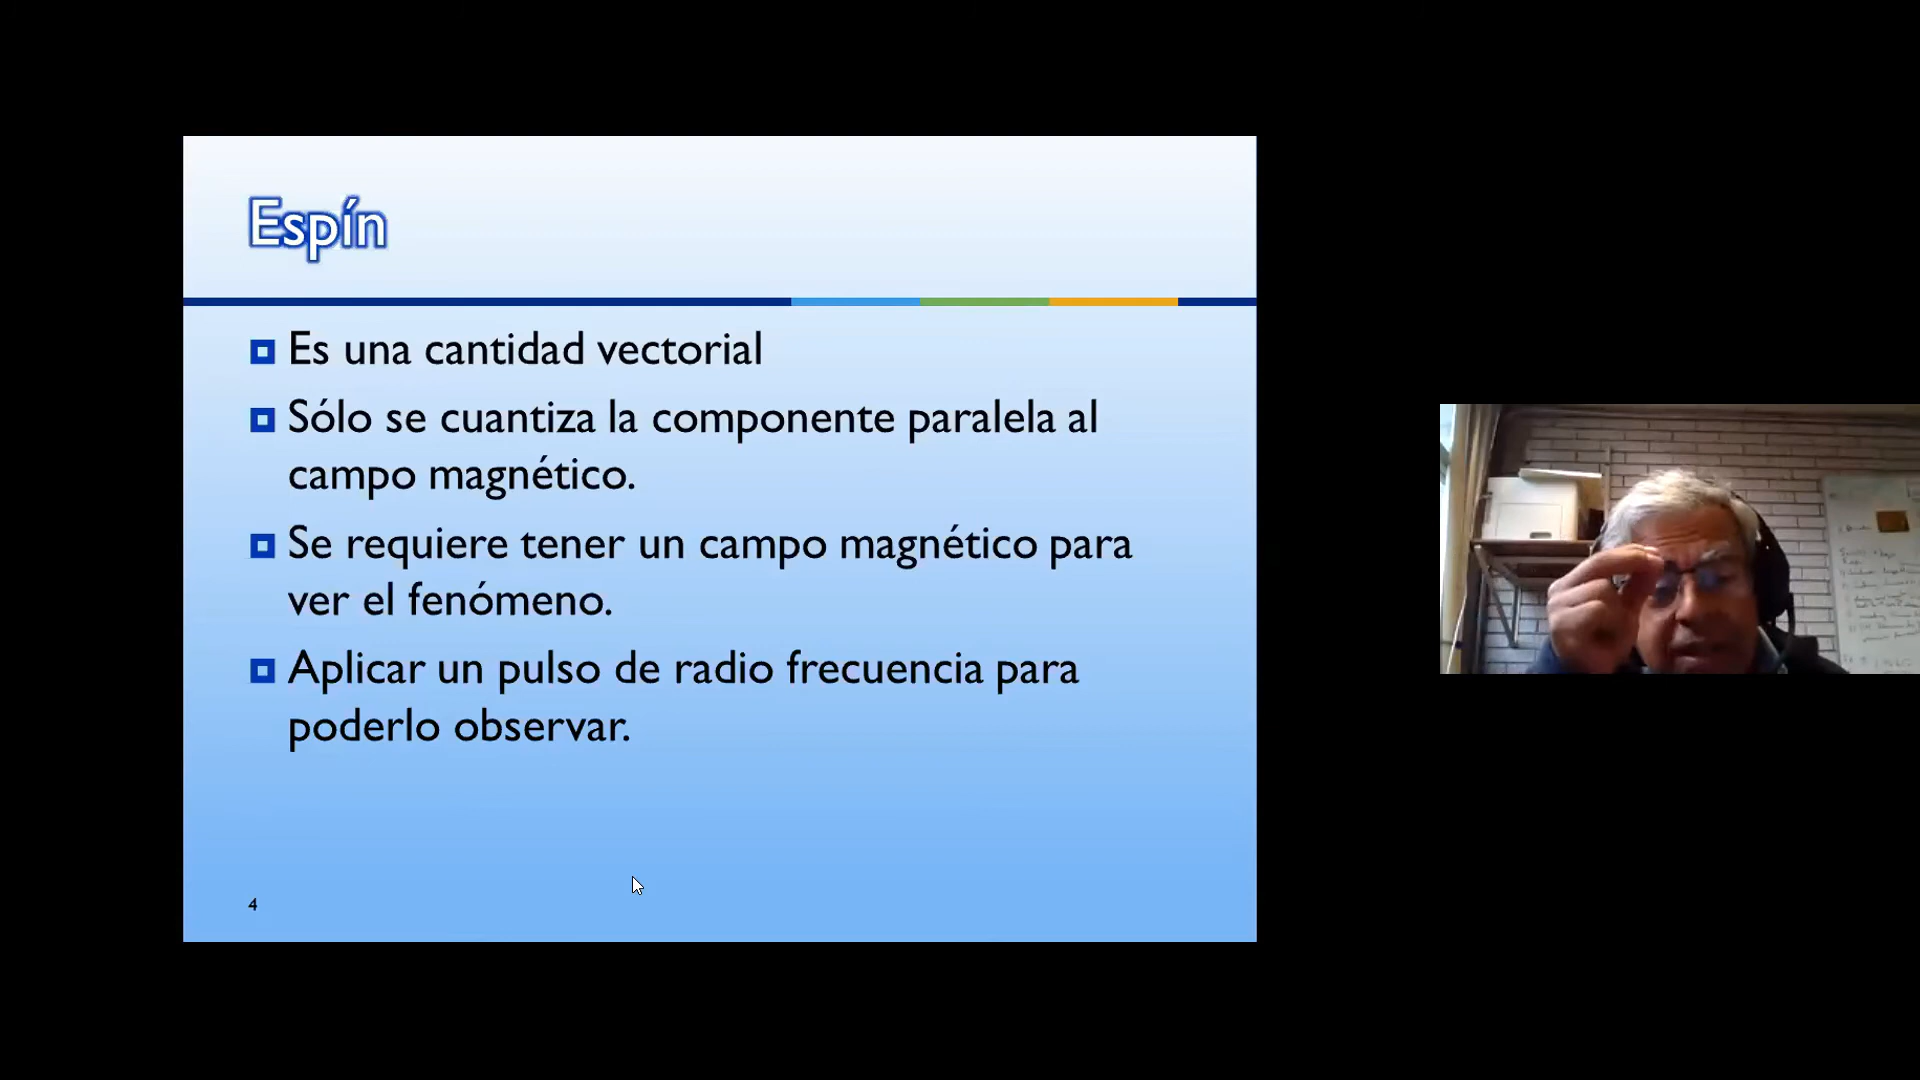 Espín
Es una cantidad vectorial
Sólo se cuantiza la componente paralela al
campo magnético.
Se requiere tener un campo magnético para
ver el fenómeno.
Aplicar un pulso de radio frecuencia para
poderlo observar.
4